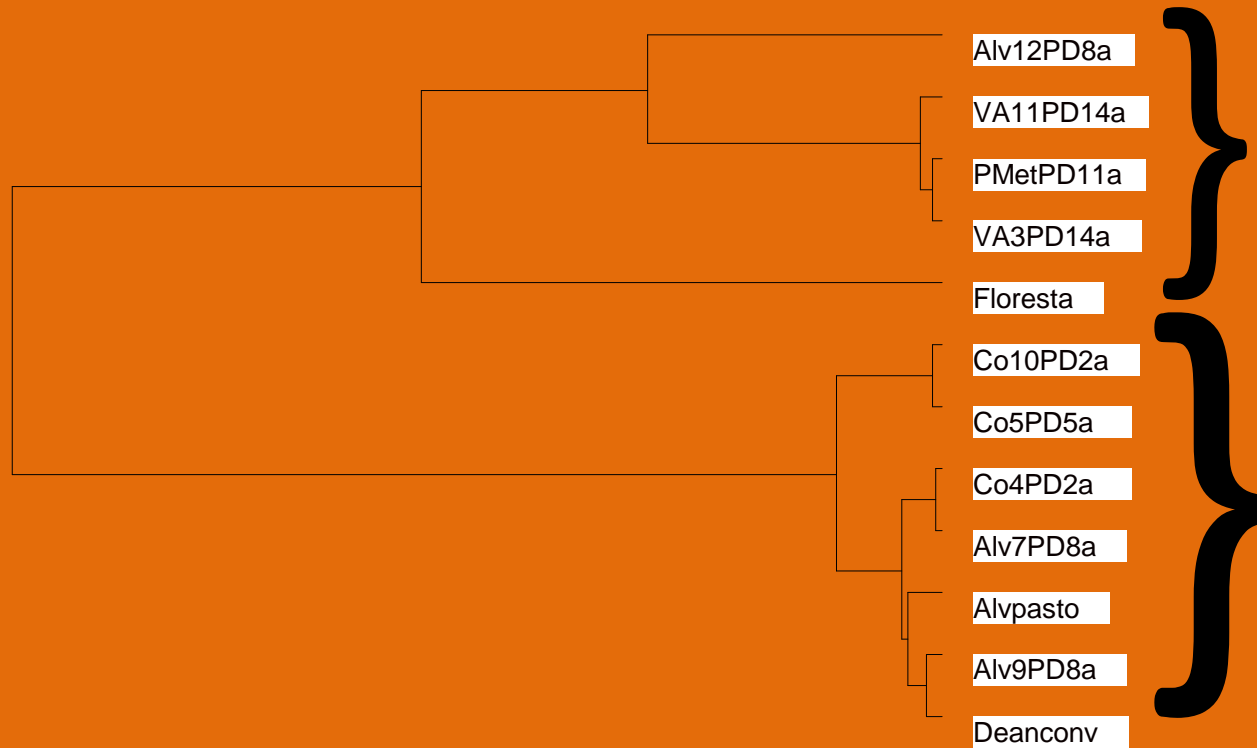 Alv12PD8a
VA11PD14a
PMetPD11a
VA3PD14a
Floresta
Co10PD2a
Co5PD5a
Co4PD2a
Alv7PD8a
Alvpasto
Alv9PD8a
Deanconv